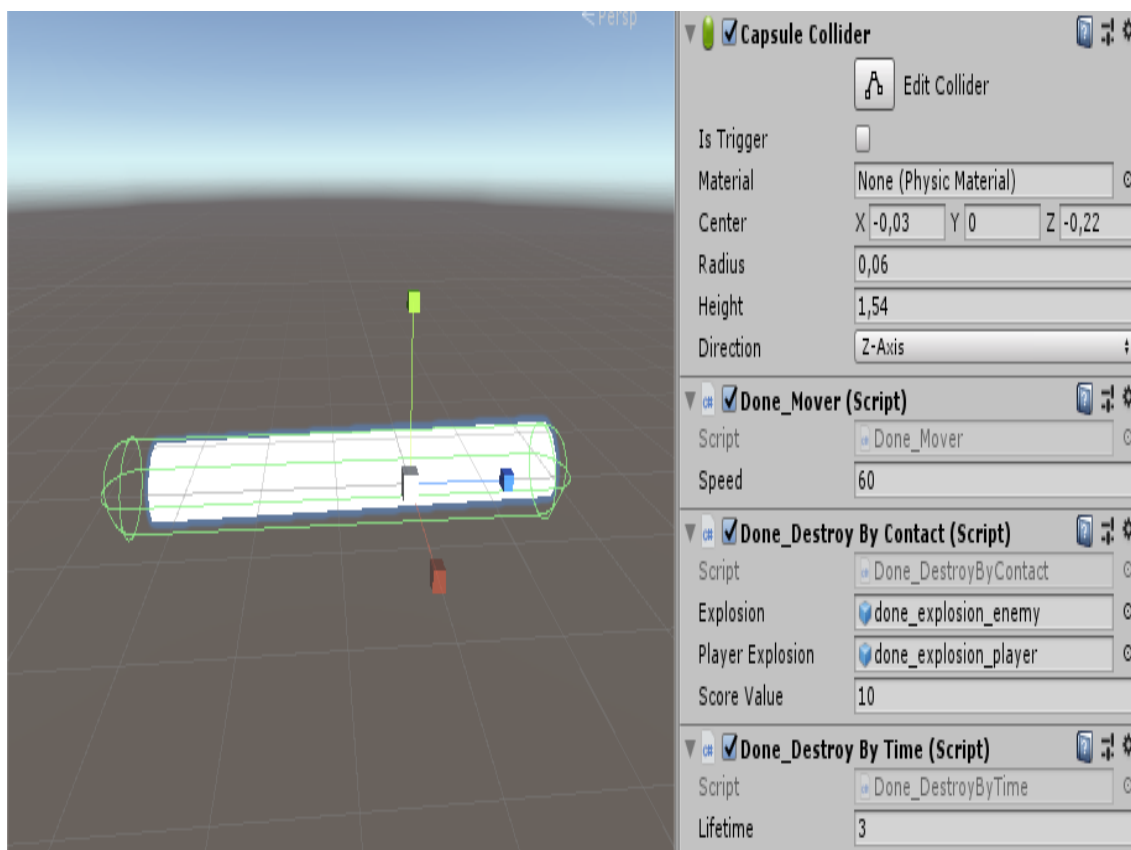 Persp
Capsule Collider
Edit Collider
Is Trigger
Material None (Physic Material)
Center X -0,03 Y 0 Z -0,22
Radius 0,06
Height 1,54
Direction Z-Axis
c# Done_Mover (Script)
Script Done_Mover
Speed 60
c# Done_Destroy By Contact (Script)
Script Done_DestroyByContact
Explosion done_explosion_enemy
Player Explosion done_explosion_player
Score Value 10
c# Done_Destroy By Time (Script)
Script Done_DestroyByTime
Lifetime 3